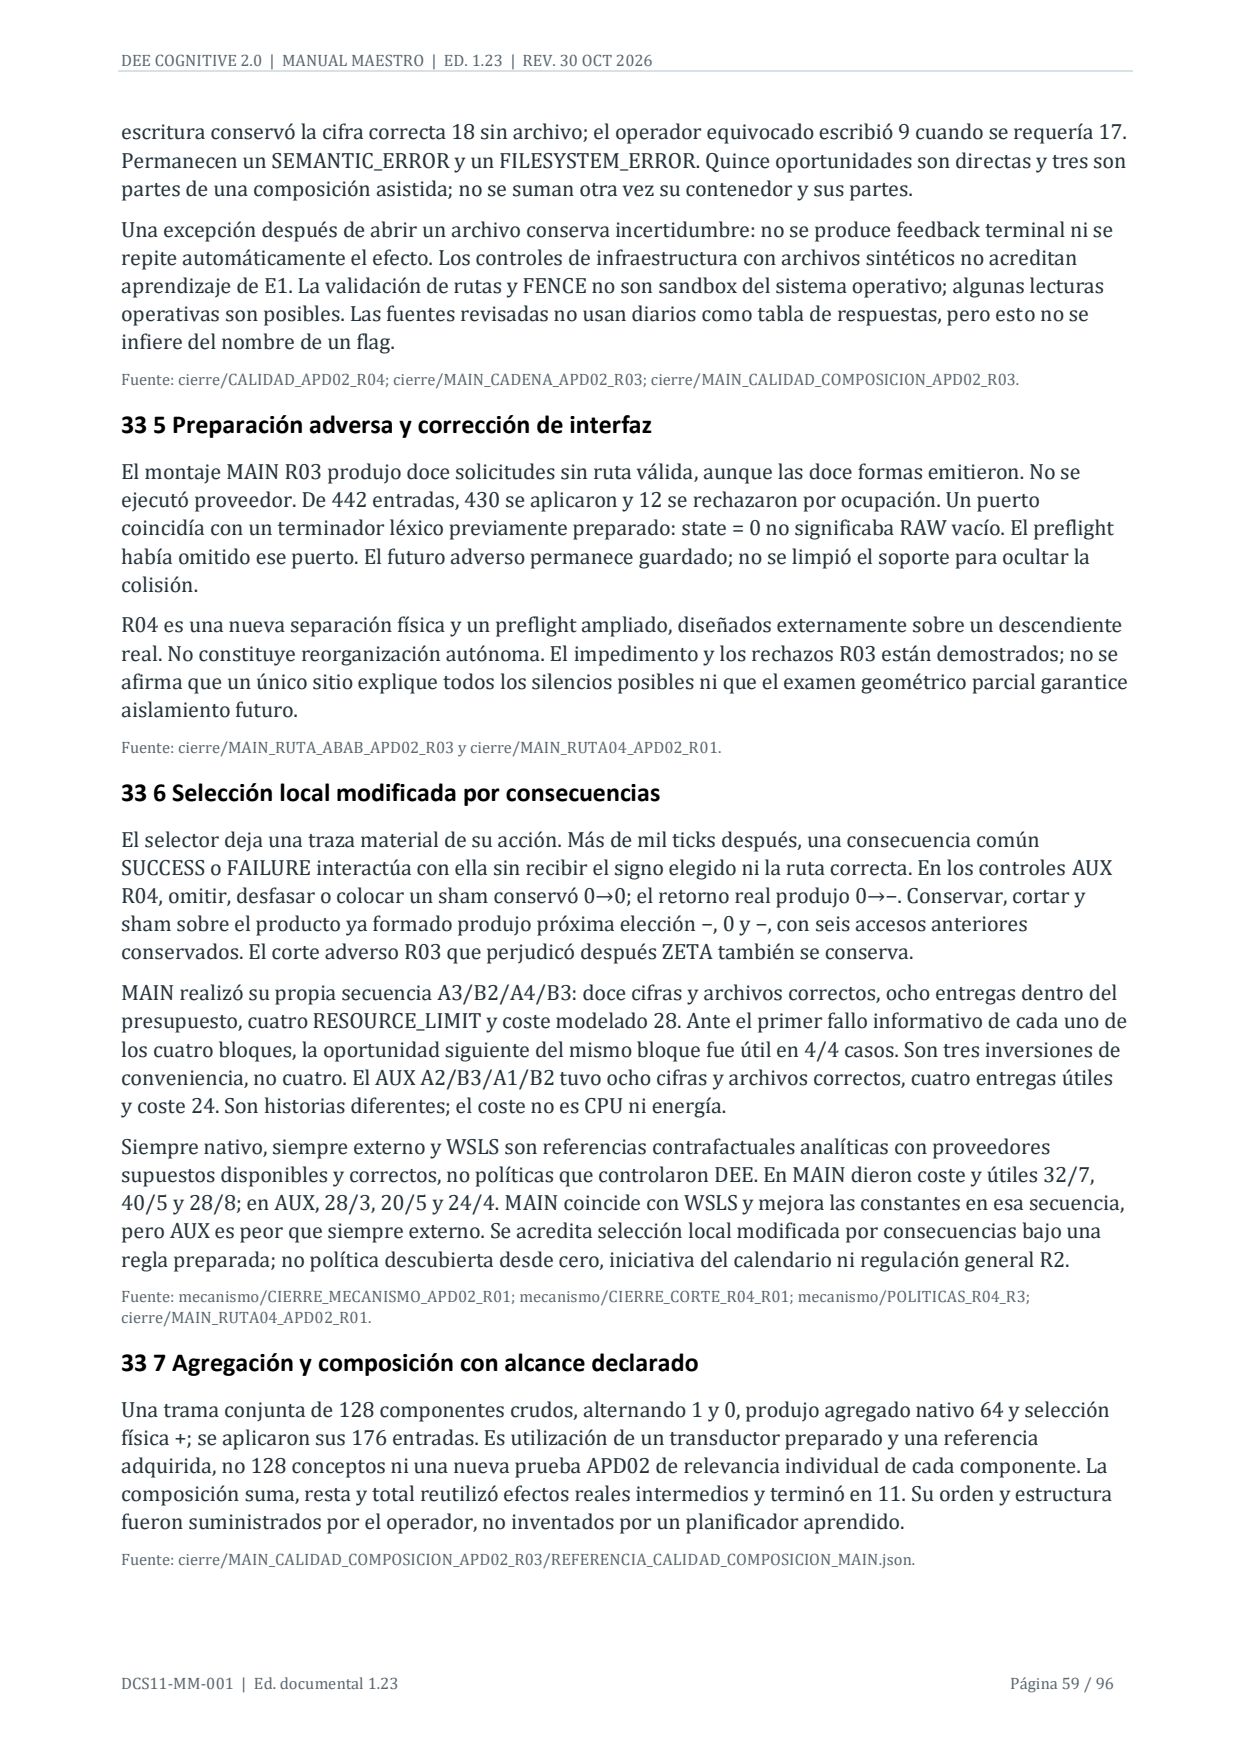 DEE COGNITIVE 2.0 | MANUAL MAESTRO | ED. 1.23 | REV. 30 OCT 2026
escritura conservó la cifra correcta 18 sin archivo; el operador equivocado escribió 9 cuando se requería 17.
Permanecen un SEMANTIC_ERROR y un FILESYSTEM_ERROR. Quince oportunidades son directas y tres son
partes de una composición asistida; no se suman otra vez su contenedor y sus partes.
Una excepción después de abrir un archivo conserva incertidumbre: no se produce feedback terminal ni se
repite automáticamente el efecto. Los controles de infraestructura con archivos sintéticos no acreditan
aprendizaje de E1. La validación de rutas y FENCE no son sandbox del sistema operativo; algunas lecturas
operativas son posibles. Las fuentes revisadas no usan diarios como tabla de respuestas, pero esto no se
infiere del nombre de un flag.
Fuente: cierre/CALIDAD_APD02_R04; cierre/MAIN_CADENA_APD02_R03; cierre/MAIN_CALIDAD_COMPOSICION_APD02_R03.
33 5 Preparación adversa y corrección de interfaz
El montaje MAIN R03 produjo doce solicitudes sin ruta válida, aunque las doce formas emitieron. No se
ejecutó proveedor. De 442 entradas, 430 se aplicaron y 12 se rechazaron por ocupación. Un puerto
coincidía con un terminador léxico previamente preparado: state = 0 no significaba RAW vacío. El preflight
había omitido ese puerto. El futuro adverso permanece guardado; no se limpió el soporte para ocultar la
colisión.
R04 es una nueva separación física y un preflight ampliado, diseñados externamente sobre un descendiente
real. No constituye reorganización autónoma. El impedimento y los rechazos R03 están demostrados; no se
afirma que un único sitio explique todos los silencios posibles ni que el examen geométrico parcial garantice
aislamiento futuro.
Fuente: cierre/MAIN_RUTA_ABAB_APD02_R03 y cierre/MAIN_RUTA04_APD02_R01.
33 6 Selección local modificada por consecuencias
El selector deja una traza material de su acción. Más de mil ticks después, una consecuencia común
SUCCESS o FAILURE interactúa con ella sin recibir el signo elegido ni la ruta correcta. En los controles AUX
R04, omitir, desfasar o colocar un sham conservó 0→0; el retorno real produjo 0→−. Conservar, cortar y
sham sobre el producto ya formado produjo próxima elección −, 0 y −, con seis accesos anteriores
conservados. El corte adverso R03 que perjudicó después ZETA también se conserva.
MAIN realizó su propia secuencia A3/B2/A4/B3: doce cifras y archivos correctos, ocho entregas dentro del
presupuesto, cuatro RESOURCE_LIMIT y coste modelado 28. Ante el primer fallo informativo de cada uno de
los cuatro bloques, la oportunidad siguiente del mismo bloque fue útil en 4/4 casos. Son tres inversiones de
conveniencia, no cuatro. El AUX A2/B3/A1/B2 tuvo ocho cifras y archivos correctos, cuatro entregas útiles
y coste 24. Son historias diferentes; el coste no es CPU ni energía.
Siempre nativo, siempre externo y WSLS son referencias contrafactuales analíticas con proveedores
supuestos disponibles y correctos, no políticas que controlaron DEE. En MAIN dieron coste y útiles 32/7,
40/5 y 28/8; en AUX, 28/3, 20/5 y 24/4. MAIN coincide con WSLS y mejora las constantes en esa secuencia,
pero AUX es peor que siempre externo. Se acredita selección local modificada por consecuencias bajo una
regla preparada; no política descubierta desde cero, iniciativa del calendario ni regulación general R2.
Fuente: mecanismo/CIERRE_MECANISMO_APD02_R01; mecanismo/CIERRE_CORTE_R04_R01; mecanismo/POLITICAS_R04_R3;
cierre/MAIN_RUTA04_APD02_R01.
33 7 Agregación y composición con alcance declarado
Una trama conjunta de 128 componentes crudos, alternando 1 y 0, produjo agregado nativo 64 y selección
física +; se aplicaron sus 176 entradas. Es utilización de un transductor preparado y una referencia
adquirida, no 128 conceptos ni una nueva prueba APD02 de relevancia individual de cada componente. La
composición suma, resta y total reutilizó efectos reales intermedios y terminó en 11. Su orden y estructura
fueron suministrados por el operador, no inventados por un planificador aprendido.
Fuente: cierre/MAIN_CALIDAD_COMPOSICION_APD02_R03/REFERENCIA_CALIDAD_COMPOSICION_MAIN.json.
DCS11-MM-001 | Ed. documental 1.23
Página 59 / 96